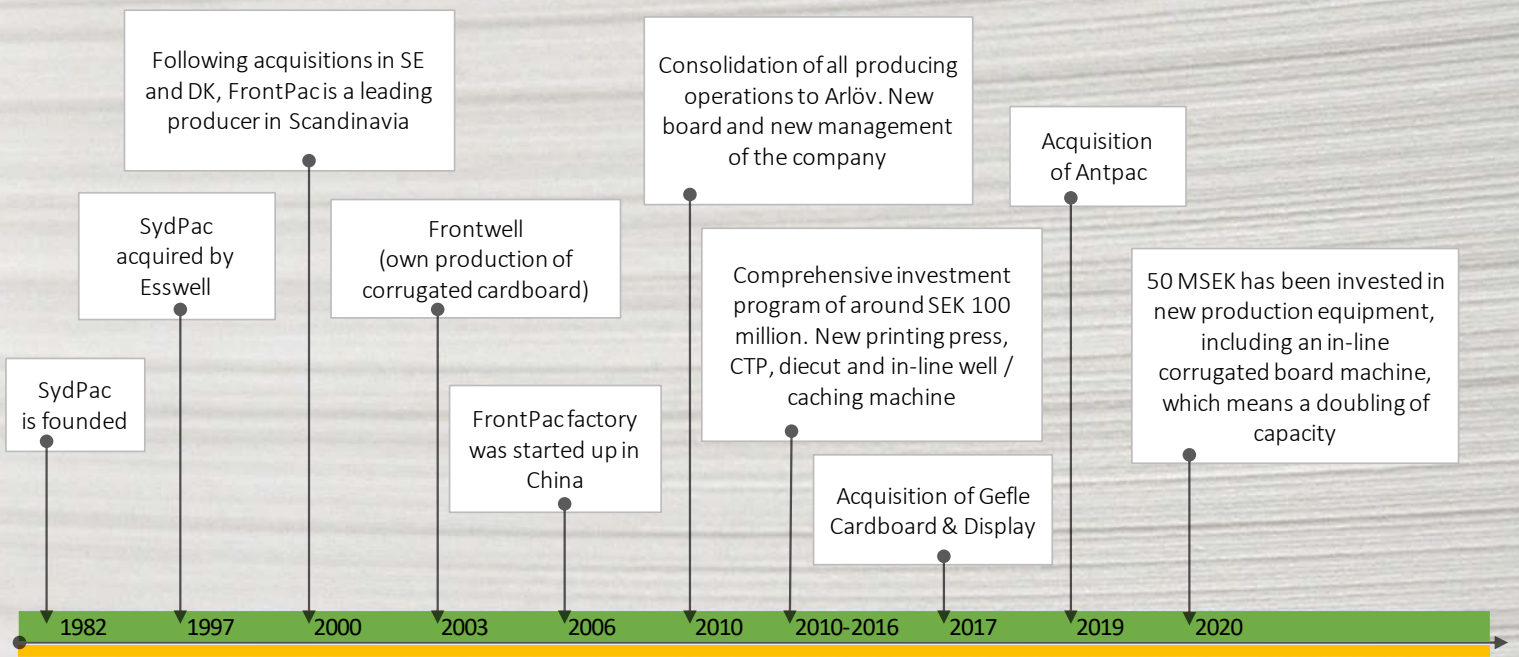 SydPac
is founded
SydPac
acquired by
Esswell
Following acquisitions in SE
and DK, FrontPac is a leading
producer in Scandinavia
Frontwell
(own production of
corrugated cardboard)
FrontPac factory
was started up in
China
Consolidation of all producing
operations to Arlöv. New
board and new management
of the company
Comprehensive investment
program of around SEK 100
million. New printing press,
CTP, diecut and in-line well /
caching machine
Acquisition of Gefle
Cardboard & Display
Acquisition
of Antpac
50 MSEK has been invested in
new production equipment,
including an in-line
corrugated board machine,
which means a doubling of
capacity
1982 1997 2000 2003 2006 2010 2010-2016 2017 2019 2020